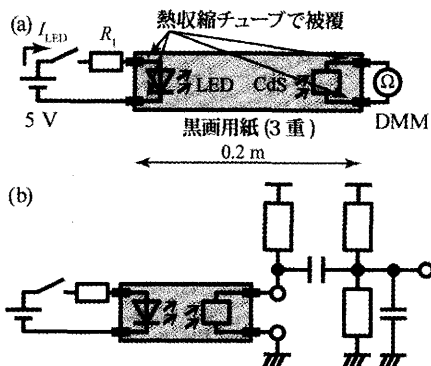 (a)
I_LED
R_1
熱収縮チューブで被覆
LED
CdS
Ω
5 V
黒画用紙 (3 重)
DMM
0.2 m
(b)